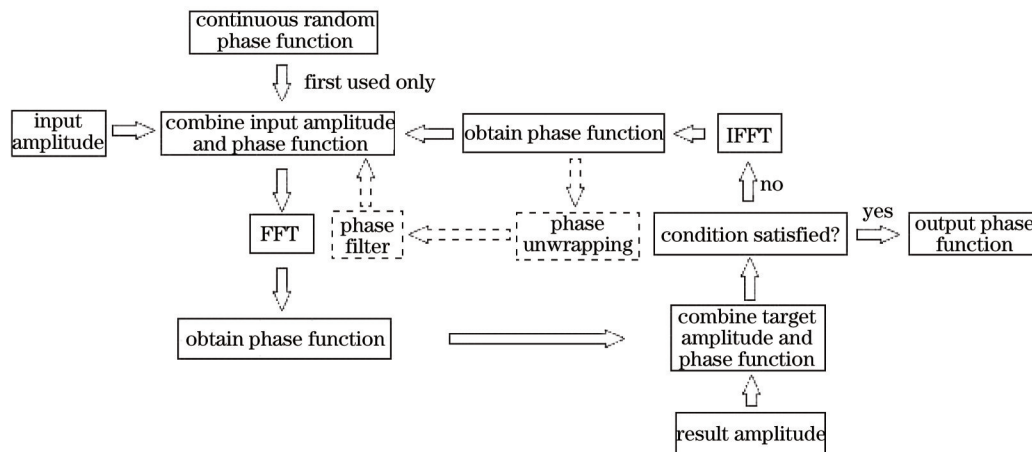 continuous random
phase function
first used only
input
amplitude
combine input amplitude
and phase function
obtain phase function
IFFT
no
FFT
phase
filter
phase
unwrapping
condition satisfied?
yes
output phase
function
obtain phase function
combine target
amplitude and
phase function
result amplitude